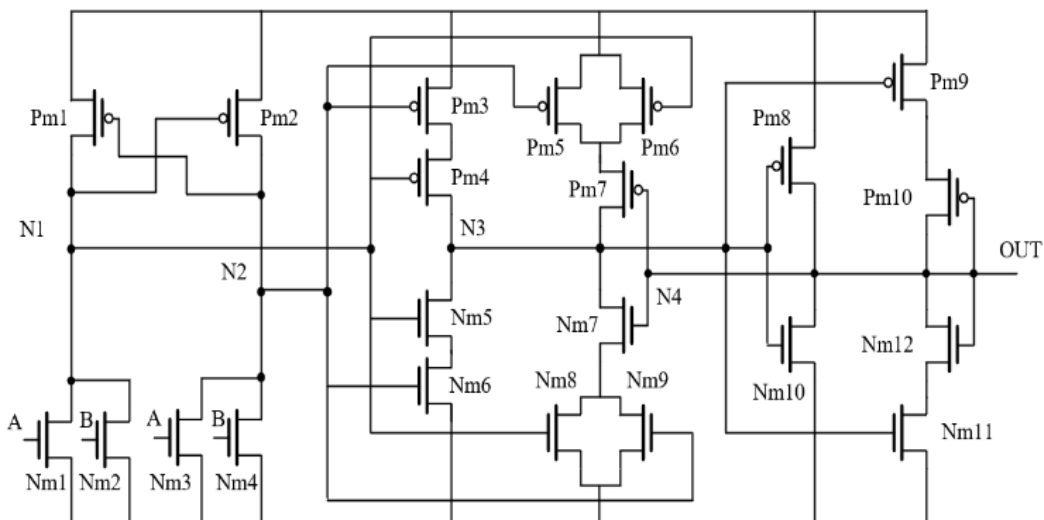 Pm1
Pm2
Pm3
Pm4
Pm5
Pm6
Pm7
Pm8
Pm9
Pm10
N1
N2
N3
N4
OUT
Nm5
Nm6
Nm7
Nm8
Nm9
Nm10
Nm12
Nm11
A
B
A
B
Nm1
Nm2
Nm3
Nm4